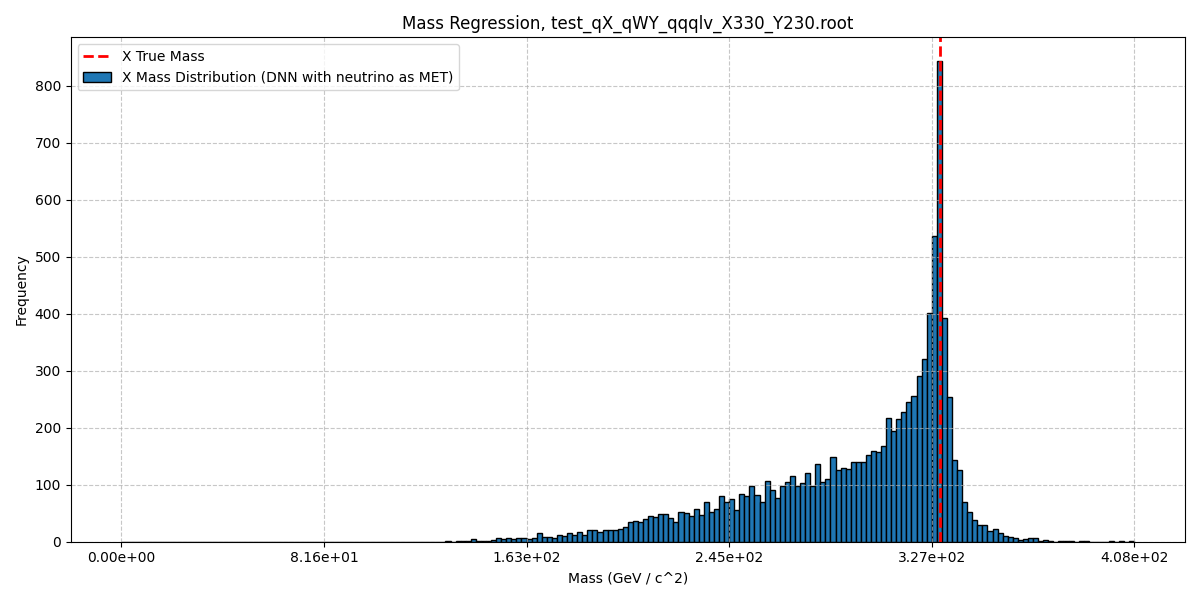 Mass Regression, test_qX_qWY_qqqlv_X330_Y230.root
X True Mass
X Mass Distribution (DNN with neutrino as MET)
Frequency
800
700
600
500
400
300
200
100
0
0.00e+00 8.16e+01 1.63e+02 2.45e+02 3.27e+02 4.08e+02
Mass (GeV / c^2)